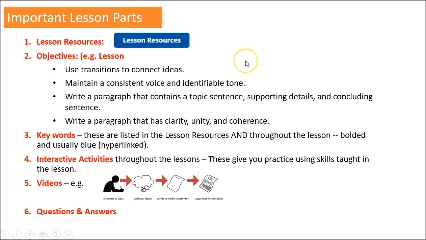 Important Lesson Parts
1. Lesson Resources: Lesson Resources
2. Objectives: (e.g. Lesson
• Use transitions to connect ideas.
• Maintain a consistent voice and identifiable tone.
• Write a paragraph that contains a topic sentence, supporting details, and concluding
sentence.
• Write a paragraph that has clarity, unity, and coherence.
3. Key words – these are listed in the Lesson Resources AND throughout the lesson -- bolded
and usually blue (hyperlinked).
4. Interactive Activities throughout the lessons – These give you practice using skills taught in
the lesson.
5. Videos – e.g.
6. Questions & Answers